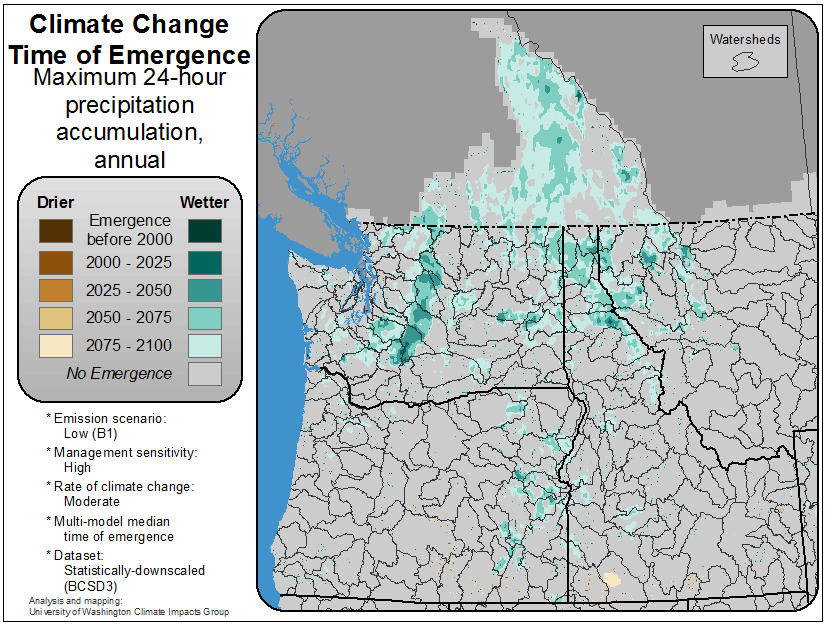 Climate Change
Time of Emergence
Maximum 24-hour
precipitation
accumulation,
annual
Drier
Wetter
Emergence
before 2000
2000 - 2025
2025 - 2050
2050 - 2075
2075 - 2100
No Emergence
* Emission scenario:
Low (B1)
* Management sensitivity:
High
* Rate of climate change:
Moderate
* Multi-model median
time of emergence
* Dataset:
Statistically-downscaled
(BCSD3)
Analysis and mapping:
University of Washington Climate Impacts Group
Watersheds